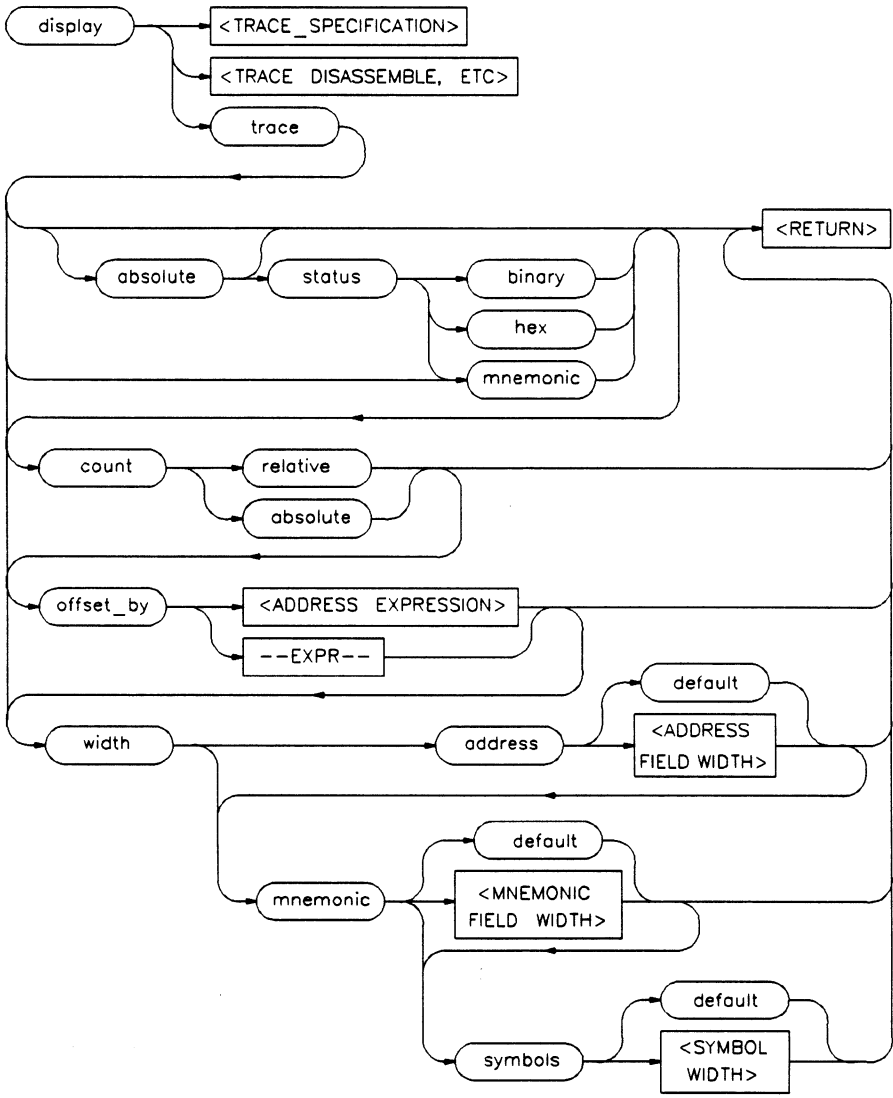 display
<TRACE_SPECIFICATION>
<TRACE DISASSEMBLE, ETC>
trace
<RETURN>
absolute
status
binary
hex
mnemonic
count
relative
absolute
offset_by
<ADDRESS EXPRESSION>
--EXPR--
width
address
default
<ADDRESS
FIELD WIDTH>
mnemonic
default
<MNEMONIC
FIELD WIDTH>
symbols
default
<SYMBOL
WIDTH>